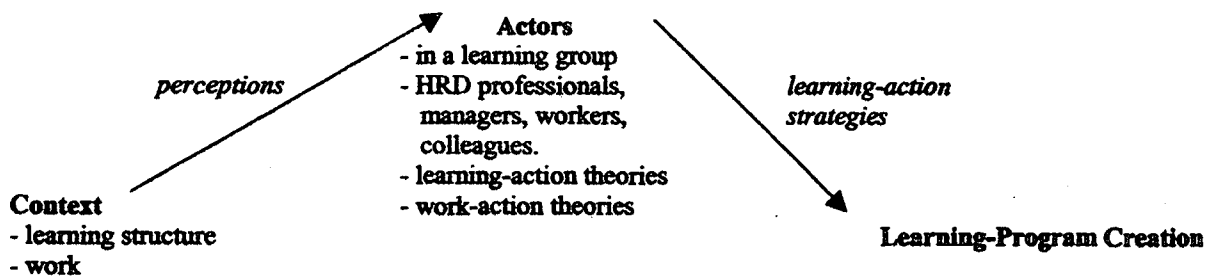 Actors
- in a learning group
- HRD professionals,
managers, workers,
colleagues.
- learning-action theories
- work-action theories
perceptions
learning-action
strategies
Context
- learning structure
- work
Learning-Program Creation